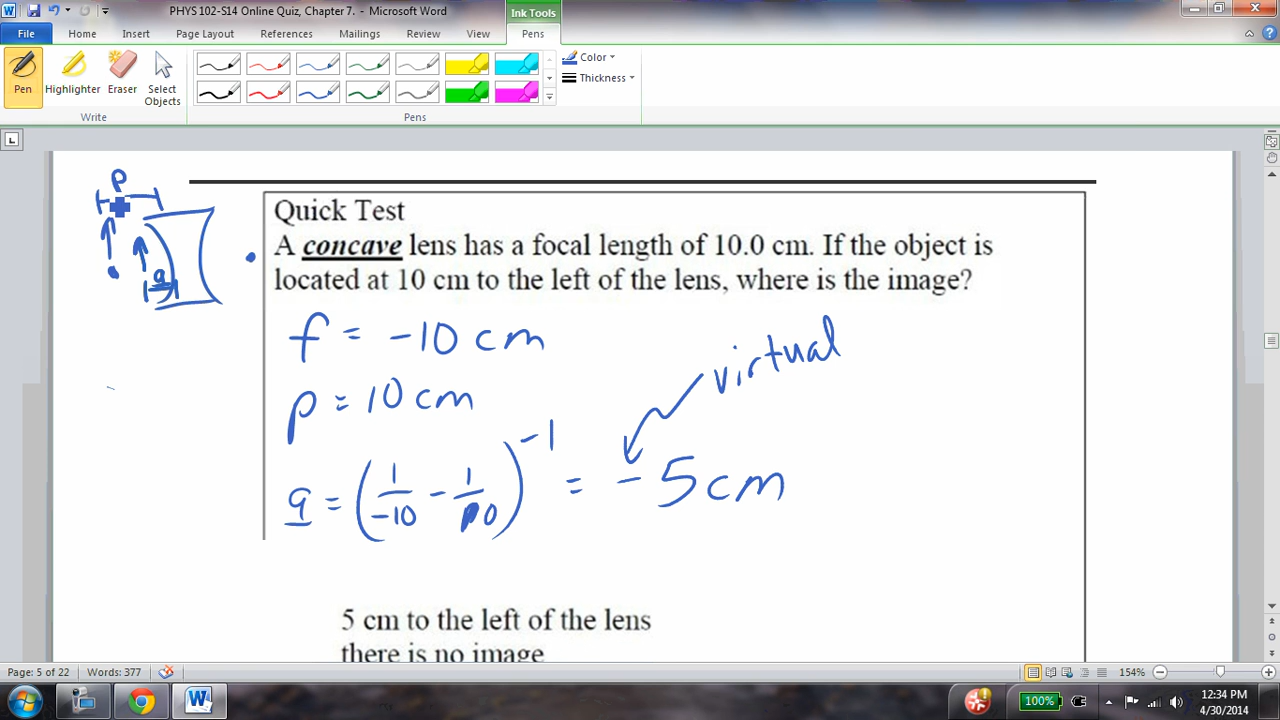 PHYS 102-S14 Online Quiz, Chapter 7. - Microsoft Word
Ink Tools
File Home Insert Page Layout References Mailings Review View Pens
Pen Highlighter Eraser Select Objects
Color
Thickness
Write Pens
P
q
Quick Test
A concave lens has a focal length of 10.0 cm. If the object is
located at 10 cm to the left of the lens, where is the image?
f = -10 cm
virtual
p = 10 cm
q = (1/-10 - 1/10)^-1 = -5 cm
5 cm to the left of the lens
there is no image
Page: 5 of 22 Words: 377 154%
100% 12:34 PM
4/30/2014